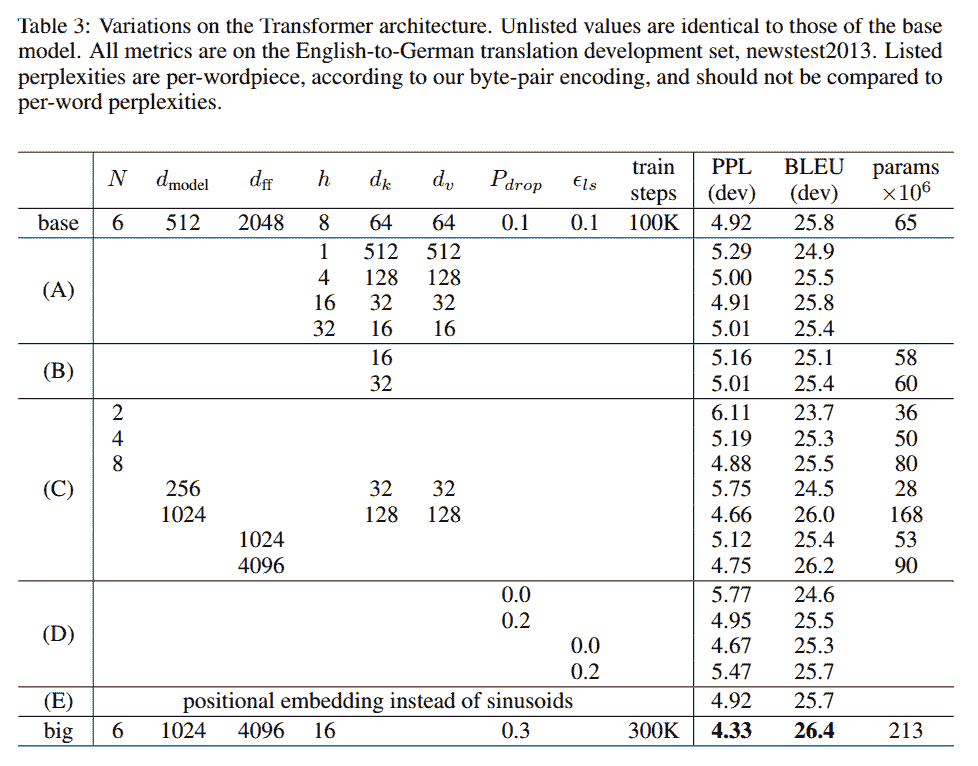 Table 3: Variations on the Transformer architecture. Unlisted values are identical to those of the base
model. All metrics are on the English-to-German translation development set, newstest2013. Listed
perplexities are per-wordpiece, according to our byte-pair encoding, and should not be compared to
per-word perplexities.
N d_model d_ff h d_k d_v P_drop ϵ_ls train steps PPL (dev) BLEU (dev) params ×10^6
base 6 512 2048 8 64 64 0.1 0.1 100K 4.92 25.8 65
(A)
1 512 512 5.29 24.9
4 128 128 5.00 25.5
16 32 32 4.91 25.8
32 16 16 5.01 25.4
(B)
16 5.16 25.1 58
32 5.01 25.4 60
(C)
2 6.11 23.7 36
4 5.19 25.3 50
8 4.88 25.5 80
256 32 32 5.75 24.5 28
1024 128 128 4.66 26.0 168
1024 5.12 25.4 53
4096 4.75 26.2 90
(D)
0.0 5.77 24.6
0.2 4.95 25.5
0.0 4.67 25.3
0.2 5.47 25.7
(E) positional embedding instead of sinusoids 4.92 25.7
big 6 1024 4096 16 0.3 300K 4.33 26.4 213